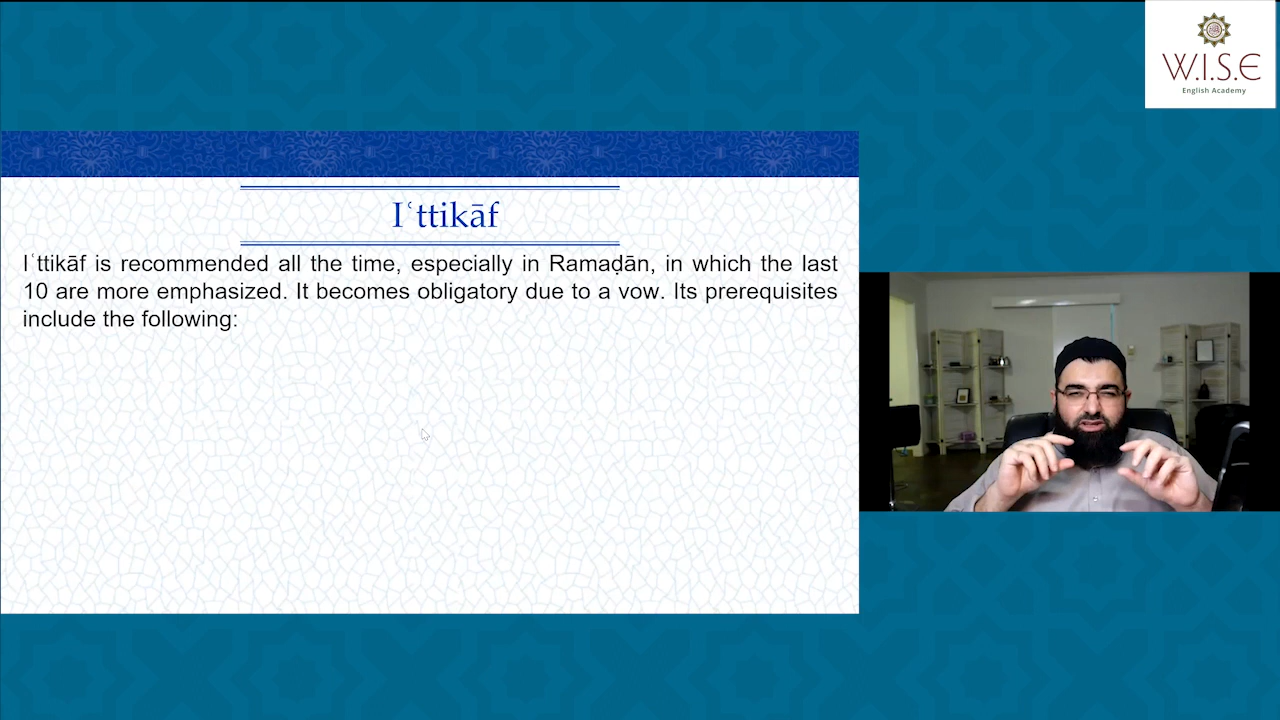 W.I.S.E
English Academy
Iʿttikāf
Iʿttikāf is recommended all the time, especially in Ramaḍān, in which the last
10 are more emphasized. It becomes obligatory due to a vow. Its prerequisites
include the following: